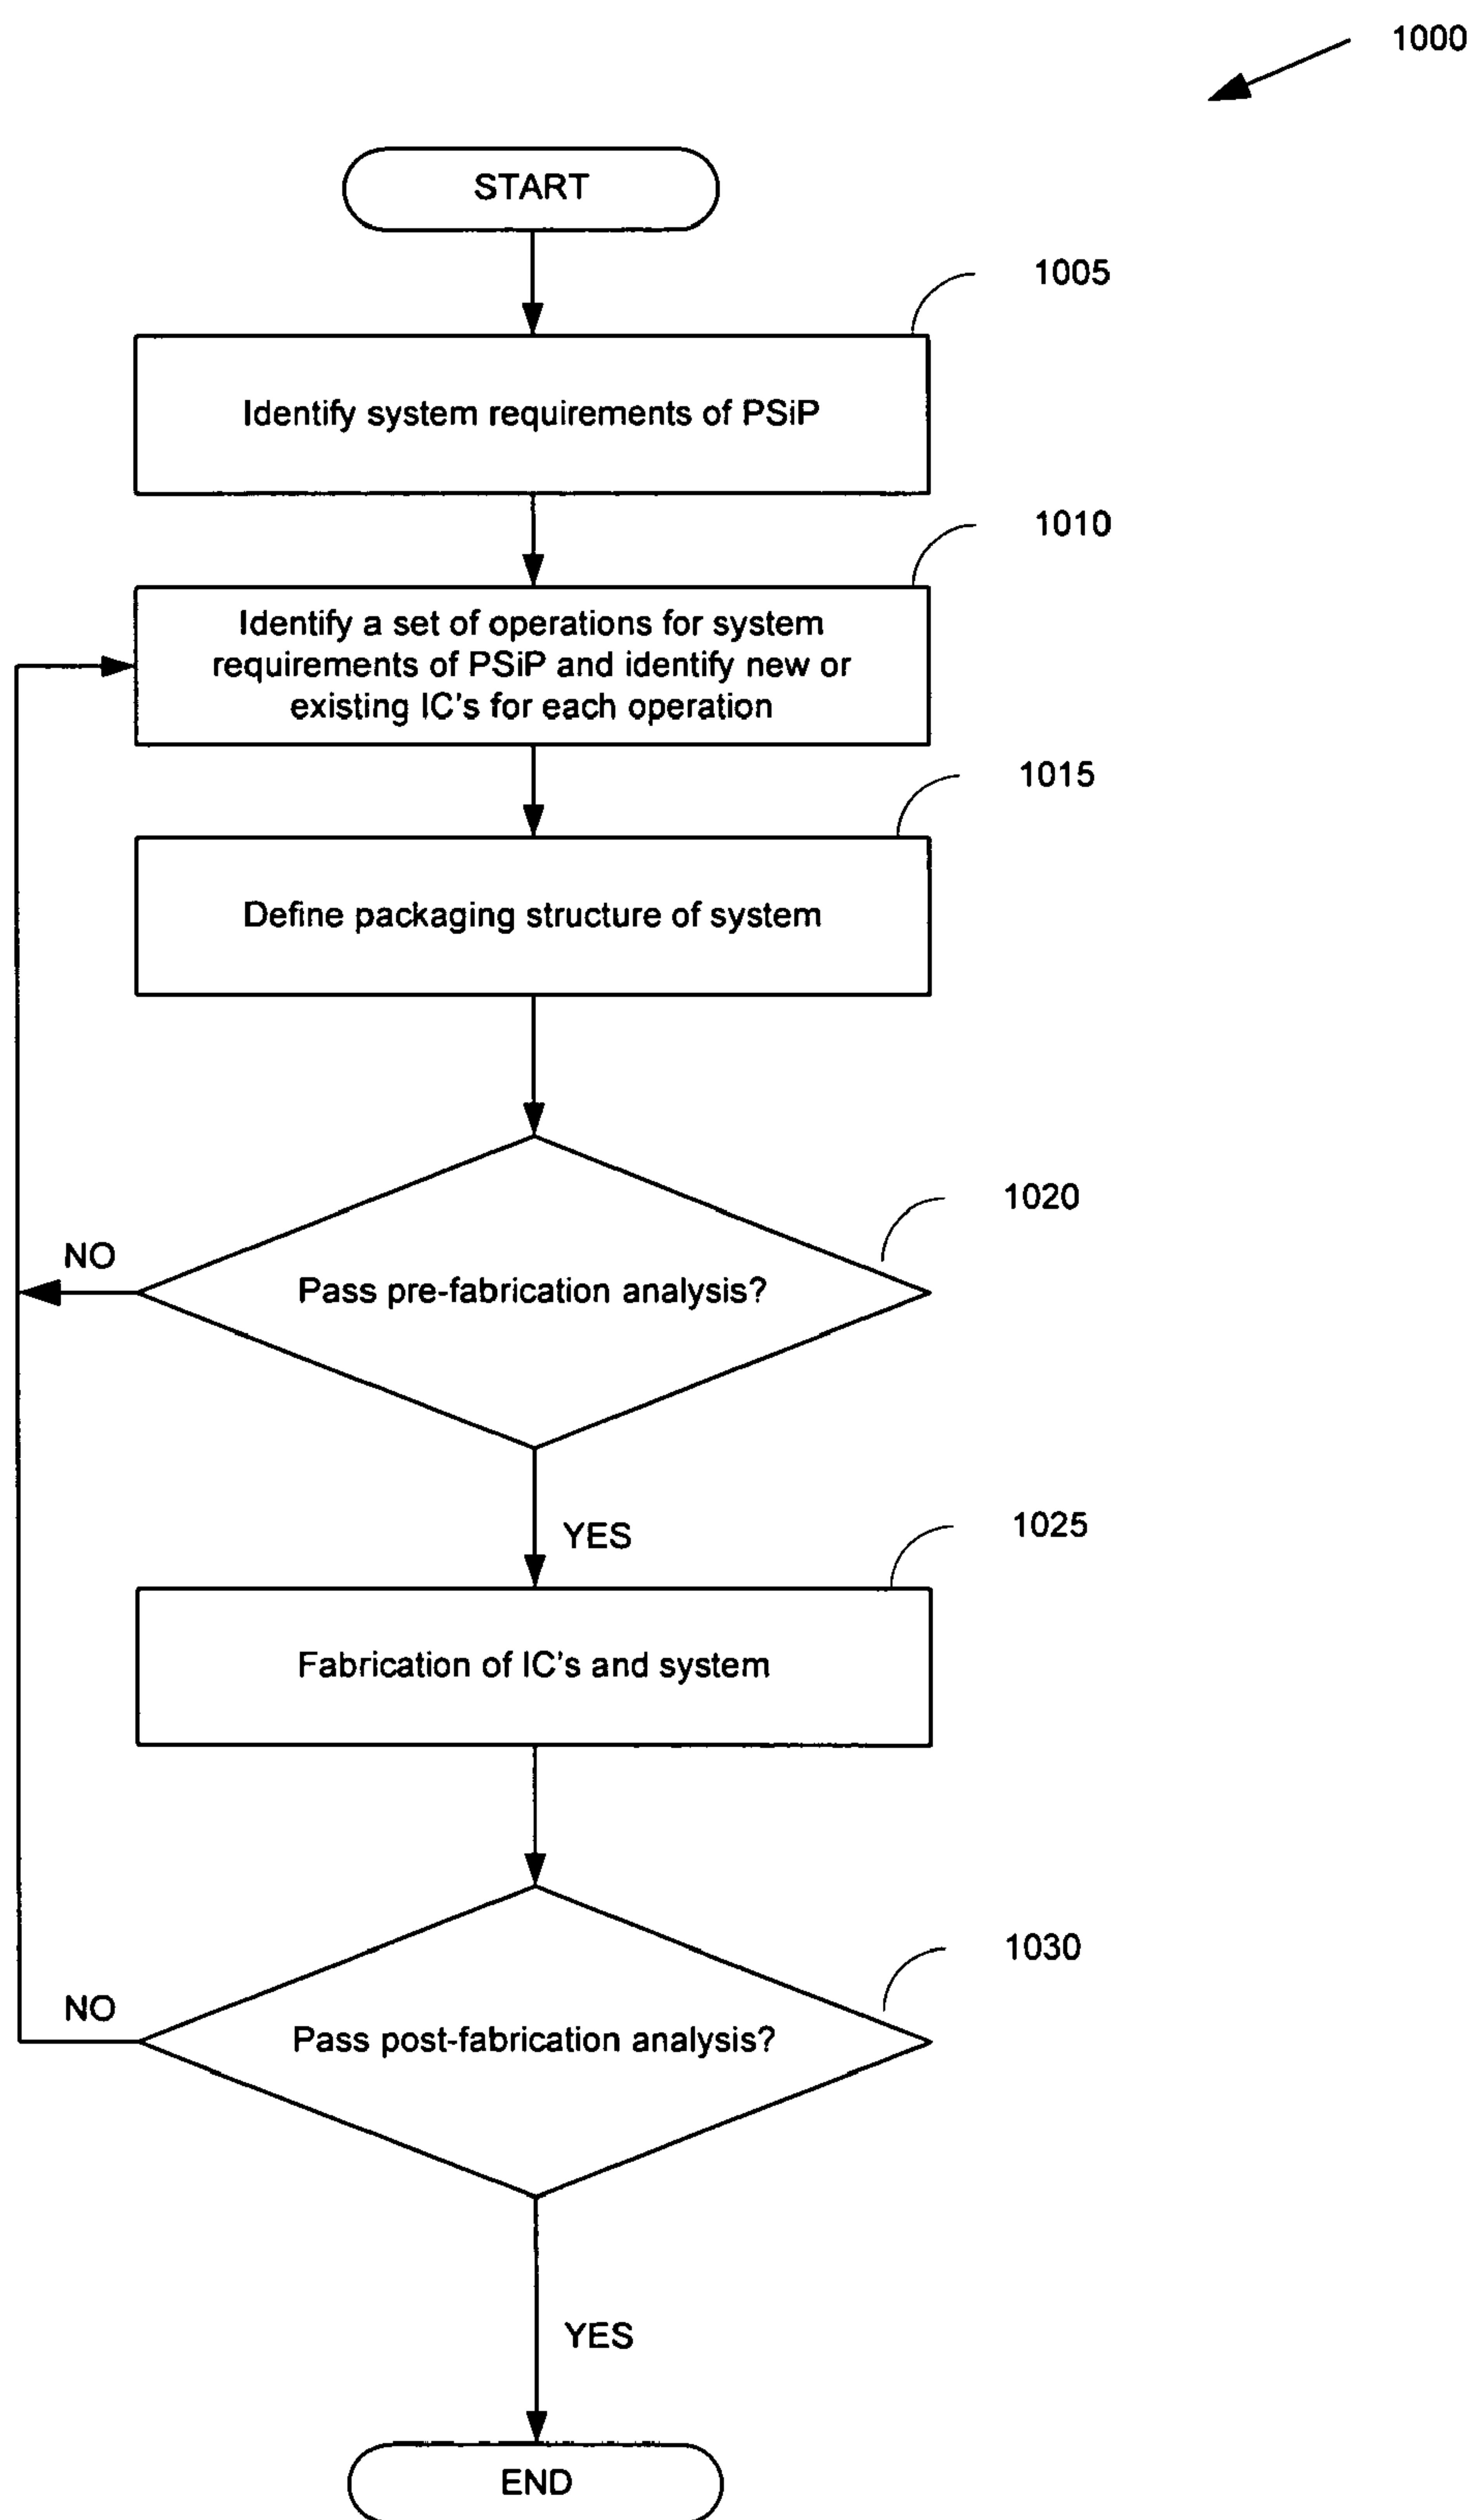 1000
START
1005
Identify system requirements of PSiP
1010
Identify a set of operations for system
requirements of PSiP and identify new or
existing IC's for each operation
1015
Define packaging structure of system
1020
NO
Pass pre-fabrication analysis?
YES
1025
Fabrication of IC's and system
1030
NO
Pass post-fabrication analysis?
YES
END